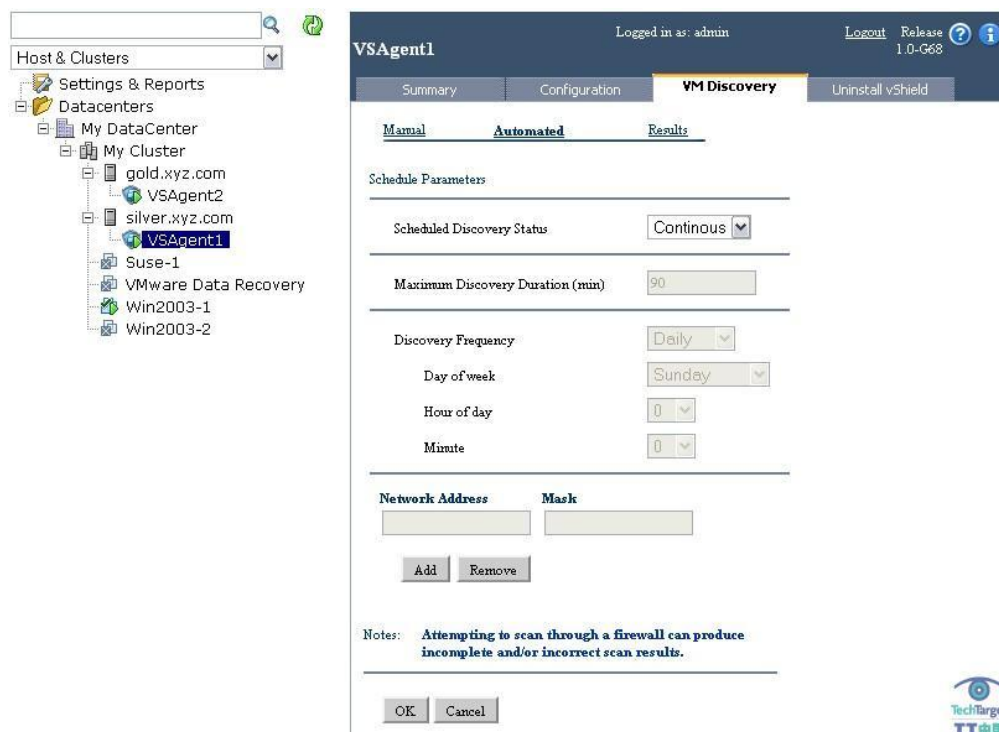 Host & Clusters
Settings & Reports
Datacenters
My DataCenter
My Cluster
gold.xyz.com
VSAgent2
silver.xyz.com
VSAgent1
Suse-1
VMware Data Recovery
Win2003-1
Win2003-2
VSAgent1
Logged in as: admin
Logout
Release 1.0-G68
Summary
Configuration
VM Discovery
Uninstall vShield
Manual
Automated
Results
Schedule Parameters
Scheduled Discovery Status
Continous
Maximum Discovery Duration (min)
90
Discovery Frequency
Daily
Day of week
Sunday
Hour of day
0
Minute
0
Network Address
Mask
Add
Remove
Notes: Attempting to scan through a firewall can produce
incomplete and/or incorrect scan results.
OK
Cancel
TechTarge